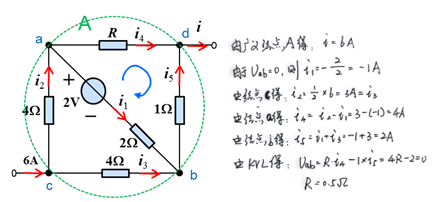 A
a
R
i₄
d
i
i₂
+
i₅
4Ω
2V
−
i₁
1Ω
2Ω
6A
4Ω
c
i₃
b
由广义结点A得：i=6A
由于Uab=0，则 i₁=-2/2=-1A
由结点c得：i₂=1/2×6=3A=i₃
由结点a得：i₄=i₂-i₁=3-(-1)=4A
由结点b得：i₅=i₁+i₃=-1+3=2A
由KVL得：Uab=R·i₄-1×i₅=4R-2=0
R=0.5Ω